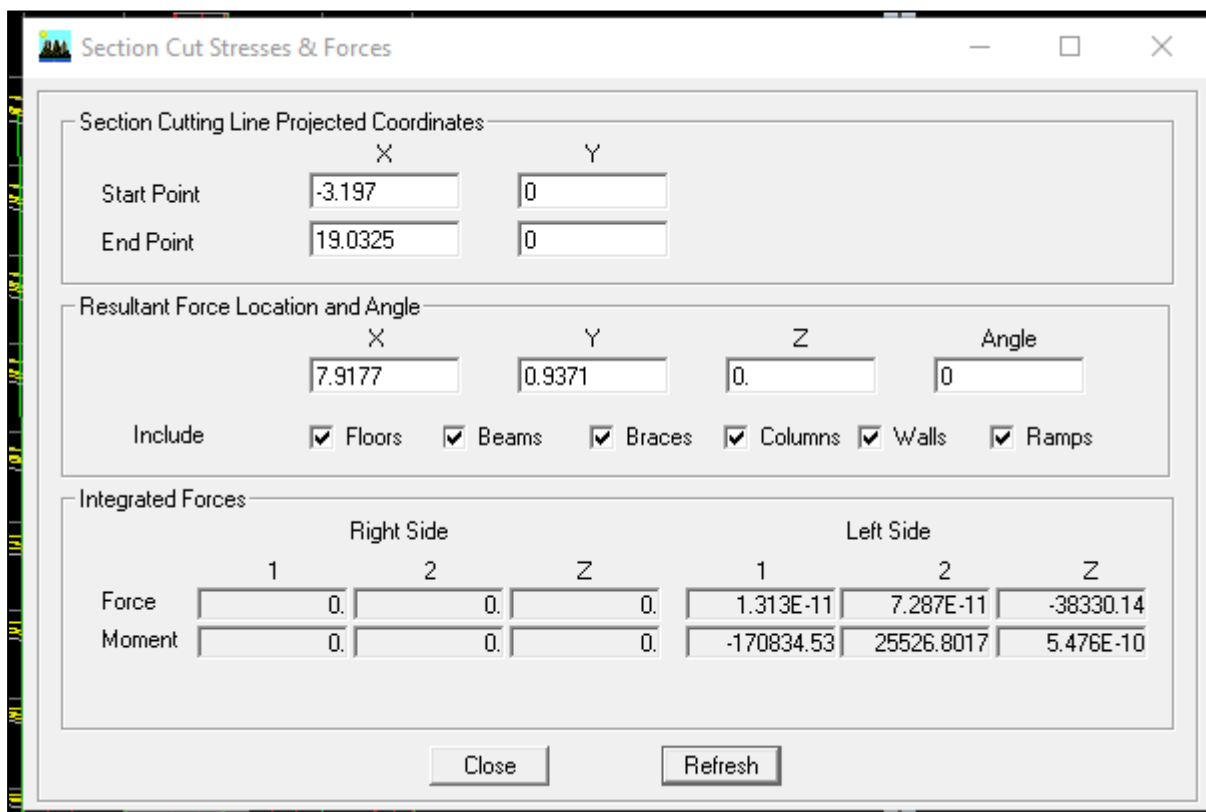 Section Cut Stresses & Forces
Section Cutting Line Projected Coordinates
X Y
Start Point -3.197 0
End Point 19.0325 0
Resultant Force Location and Angle
X Y Z Angle
7.9177 0.9371 0. 0
Include Floors Beams Braces Columns Walls Ramps
Integrated Forces
Right Side Left Side
1 2 Z 1 2 Z
Force 0. 0. 0. 1.313E-11 7.287E-11 -38330.14
Moment 0. 0. 0. -170834.53 25526.8017 5.476E-10
Close Refresh